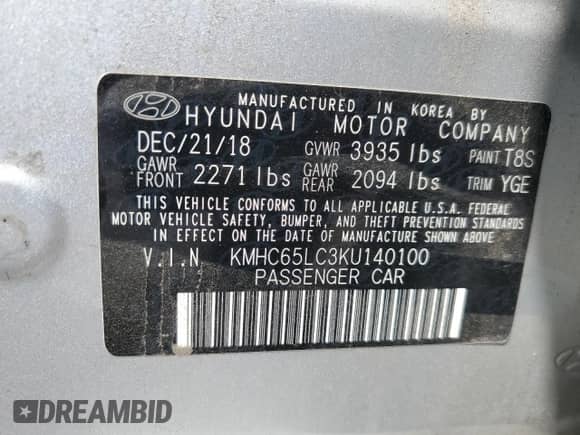 MANUFACTURED IN KOREA BY
HYUNDAI MOTOR COMPANY
DEC/21/18 GVWR 3935 lbs PAINT T8S
GAWR FRONT 2271 lbs GAWR REAR 2094 lbs TRIM YGE
THIS VEHICLE CONFORMS TO ALL APPLICABLE U.S.A. FEDERAL
MOTOR VEHICLE SAFETY, BUMPER, AND THEFT PREVENTION STANDARDS
IN EFFECT ON THE DATE OF MANUFACTURE SHOWN ABOVE
V.I.N KMHC65LC3KU140100
PASSENGER CAR
DREAMBID